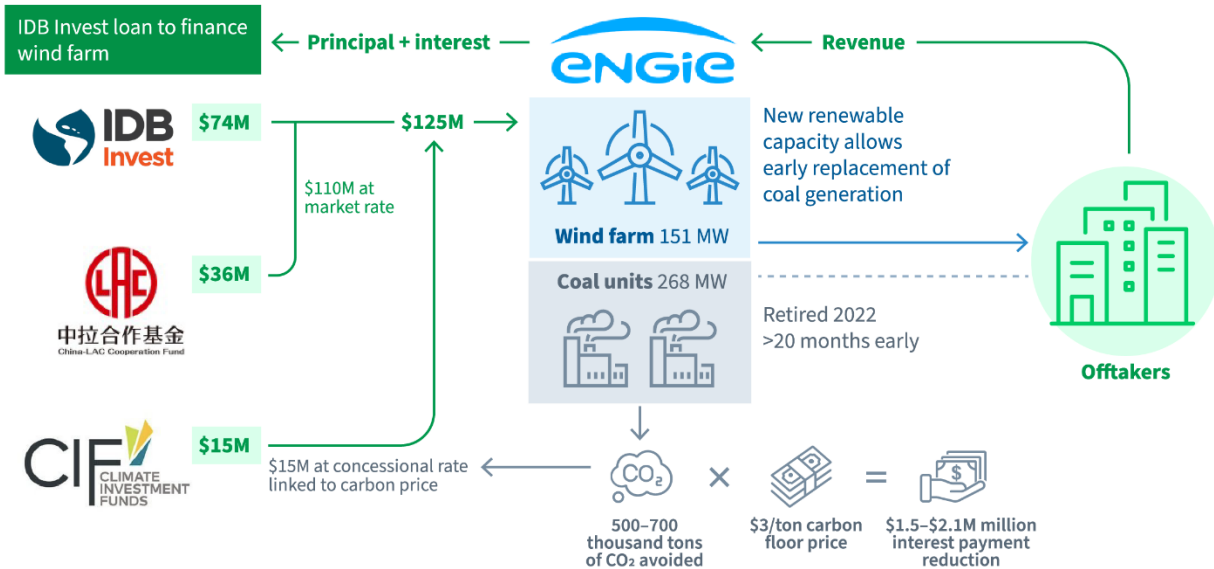 IDB Invest loan to finance
wind farm
Principal + interest
ENGIE
Revenue
IDB
Invest
$74M
$125M
$110M at
market rate
New renewable
capacity allows
early replacement of
coal generation
Wind farm 151 MW
LAC
中拉合作基金
China-LAC Cooperation Fund
$36M
Coal units 268 MW
Retired 2022
>20 months early
Offtakers
CIF
CLIMATE
INVESTMENT
FUNDS
$15M
$15M at concessional rate
linked to carbon price
CO₂
×
=
$
500–700
thousand tons
of CO₂ avoided
$3/ton carbon
floor price
$1.5–$2.1M million
interest payment
reduction